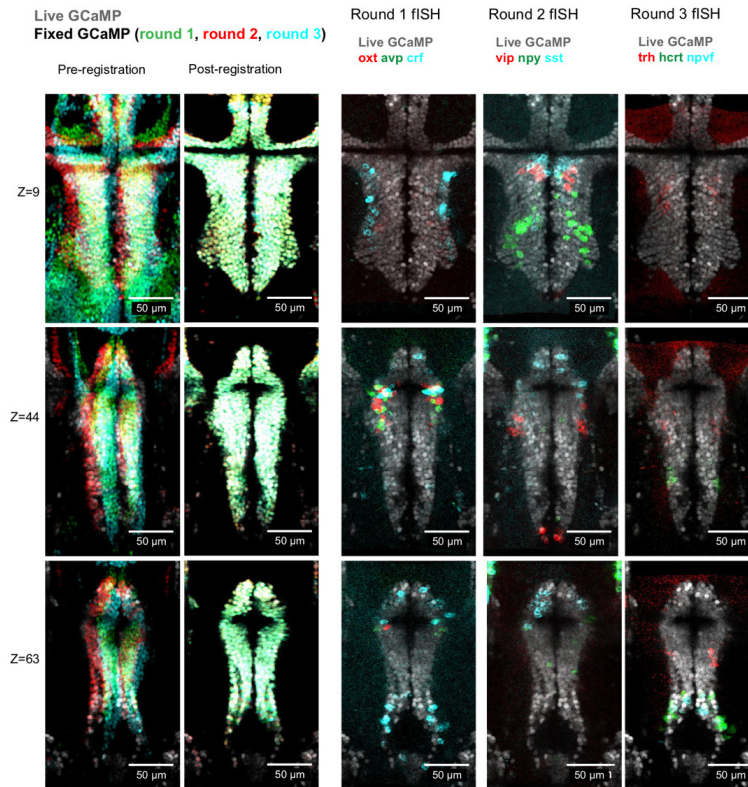 Live GCaMP
Fixed GCaMP (round 1, round 2, round 3)
Pre-registration
Post-registration
Round 1 fISH
Live GCaMP
oxt avp crf
Round 2 fISH
Live GCaMP
vip npy sst
Round 3 fISH
Live GCaMP
trh hcrt npvf
Z=9
50 µm
50 µm
50 µm
50 µm
50 µm
Z=44
50 µm
50 µm
50 µm
50 µm
50 µm
Z=63
50 µm
50 µm
50 µm
50 µm
50 µm